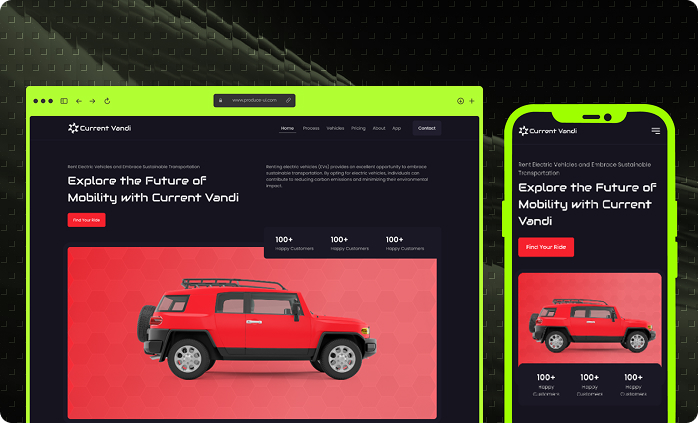 www.produce-ui.com
Current Vandi
Home Process Vehicles Pricing About App Contact
Rent Electric Vehicles and Embrace Sustainable Transportation
Explore the Future of
Mobility with Current Vandi
Find Your Ride
Renting electric vehicles (EVs) provides an excellent opportunity to embrace
sustainable transportation. By opting for electric vehicles, individuals can
contribute to reducing carbon emissions and minimizing their environmental
impact.
100+ 100+ 100+
Happy Customers Happy Customers Happy Customers
Current Vandi
Rent Electric Vehicles and Embrace Sustainable
Transportation
Explore the Future of
Mobility with Current
Vandi
Find Your Ride
100+ 100+ 100+
Happy Happy Happy
Customers Customers Customers